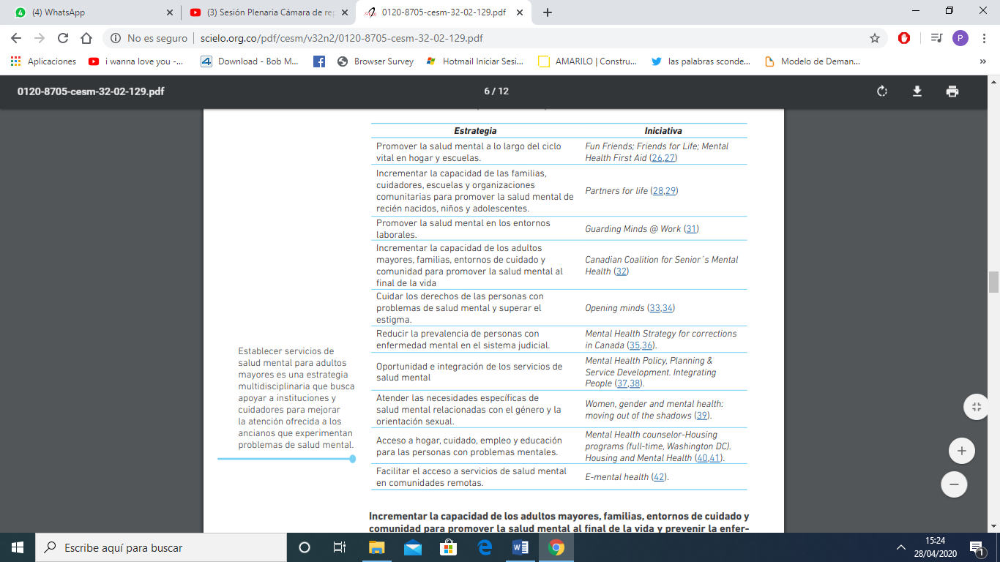 (4) WhatsApp
(3) Sesión Plenaria Cámara de re
0120-8705-cesm-32-02-129.pdf
No es seguro | scielo.org.co/pdf/cesm/v32n2/0120-8705-cesm-32-02-129.pdf
P
Aplicaciones
i wanna love you -...
Download - Bob M...
Browser Survey
Hotmail Iniciar Sesi...
AMARILO | Constru...
las palabras sconde...
Modelo de Deman...
»
0120-8705-cesm-32-02-129.pdf
6 / 12
Estrategia
Iniciativa
Promover la salud mental a lo largo del ciclo
vital en hogar y escuelas.
Fun Friends; Friends for Life; Mental
Health First Aid (26,27)
Incrementar la capacidad de las familias,
cuidadores, escuelas y organizaciones
comunitarias para promover la salud mental de
recién nacidos, niños y adolescentes.
Partners for life (28,29)
Promover la salud mental en los entornos
laborales.
Guarding Minds @ Work (31)
Incrementar la capacidad de los adultos
mayores, familias, entornos de cuidado y
comunidad para promover la salud mental al
final de la vida
Canadian Coalition for Senior´s Mental
Health (32)
Cuidar los derechos de las personas con
problemas de salud mental y superar el
estigma.
Opening minds (33,34)
Reducir la prevalencia de personas con
enfermedad mental en el sistema judicial.
Mental Health Strategy for corrections
in Canada (35,36).
Oportunidad e integración de los servicios de
salud mental
Mental Health Policy, Planning &
Service Development. Integrating
People (37,38).
Atender las necesidades específicas de
salud mental relacionadas con el género y la
orientación sexual.
Women, gender and mental health:
moving out of the shadows (39).
Acceso a hogar, cuidado, empleo y educación
para las personas con problemas mentales.
Mental Health counselor-Housing
programs (full-time, Washington DC).
Housing and Mental Health (40,41).
Facilitar el acceso a servicios de salud mental
en comunidades remotas.
E-mental health (42).
Establecer servicios de
salud mental para adultos
mayores es una estrategia
multidisciplinaria que busca
apoyar a instituciones y
cuidadores para mejorar
la atención ofrecida a los
ancianos que experimentan
problemas de salud mental.
Incrementar la capacidad de los adultos mayores, familias, entornos de cuidado y
comunidad para promover la salud mental al final de la vida y prevenir la enfer-
Escribe aquí para buscar
15:24
28/04/2020
1